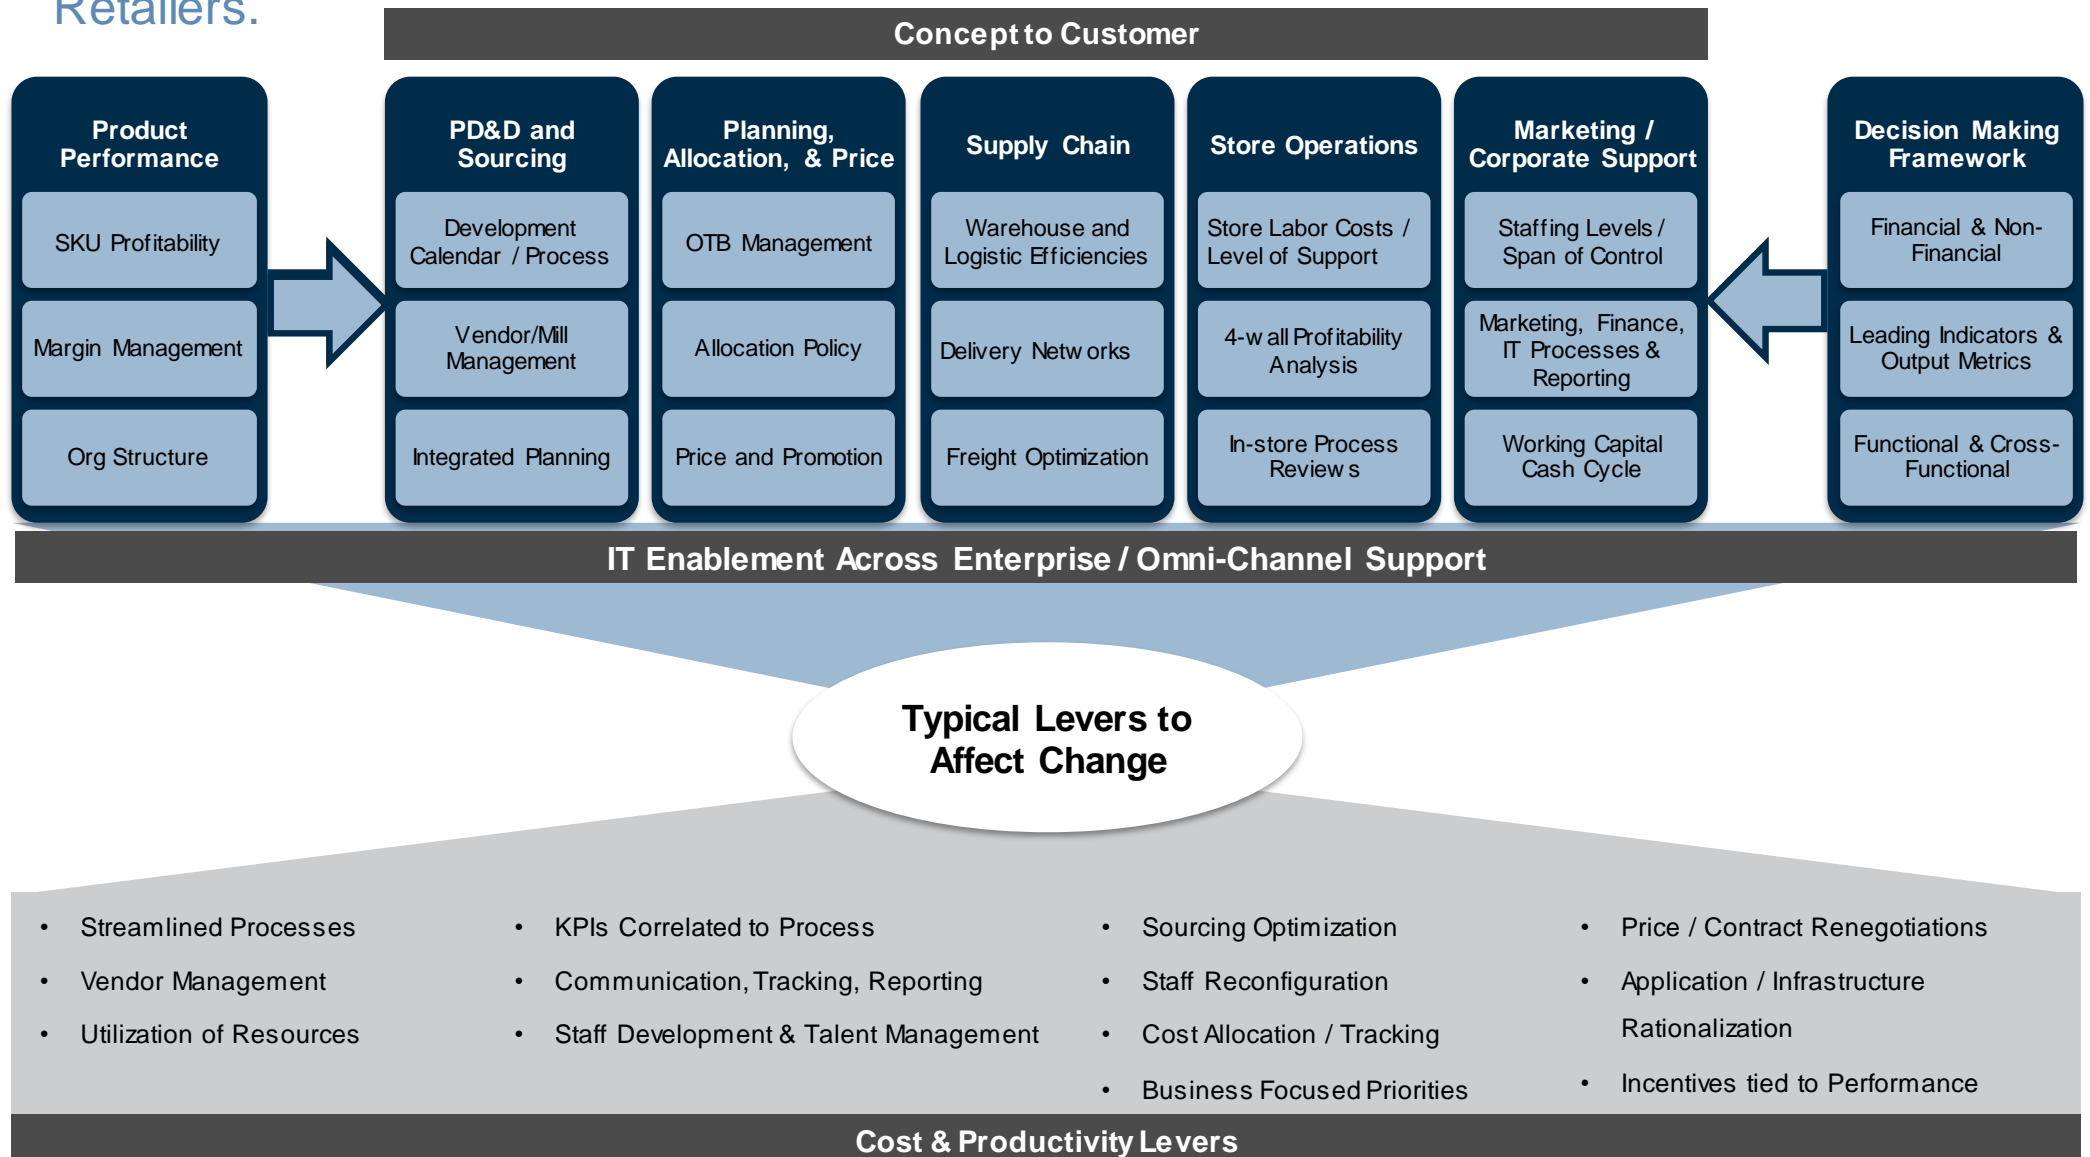 Retailers.
Concept to Customer
Product
Performance
SKU Profitability
Margin Management
Org Structure
PD&D and
Sourcing
Development
Calendar / Process
Vendor/Mill
Management
Integrated Planning
Planning,
Allocation, & Price
OTB Management
Allocation Policy
Price and Promotion
Supply Chain
Warehouse and
Logistic Efficiencies
Delivery Networks
Freight Optimization
Store Operations
Store Labor Costs /
Level of Support
4-wall Profitability
Analysis
In-store Process
Reviews
Marketing /
Corporate Support
Staffing Levels /
Span of Control
Marketing, Finance,
IT Processes &
Reporting
Working Capital
Cash Cycle
Decision Making
Framework
Financial & Non-
Financial
Leading Indicators &
Output Metrics
Functional & Cross-
Functional
IT Enablement Across Enterprise / Omni-Channel Support
Typical Levers to
Affect Change
• Streamlined Processes
• Vendor Management
• Utilization of Resources
• KPIs Correlated to Process
• Communication, Tracking, Reporting
• Staff Development & Talent Management
• Sourcing Optimization
• Staff Reconfiguration
• Cost Allocation / Tracking
• Business Focused Priorities
• Price / Contract Renegotiations
• Application / Infrastructure
Rationalization
• Incentives tied to Performance
Cost & Productivity Levers